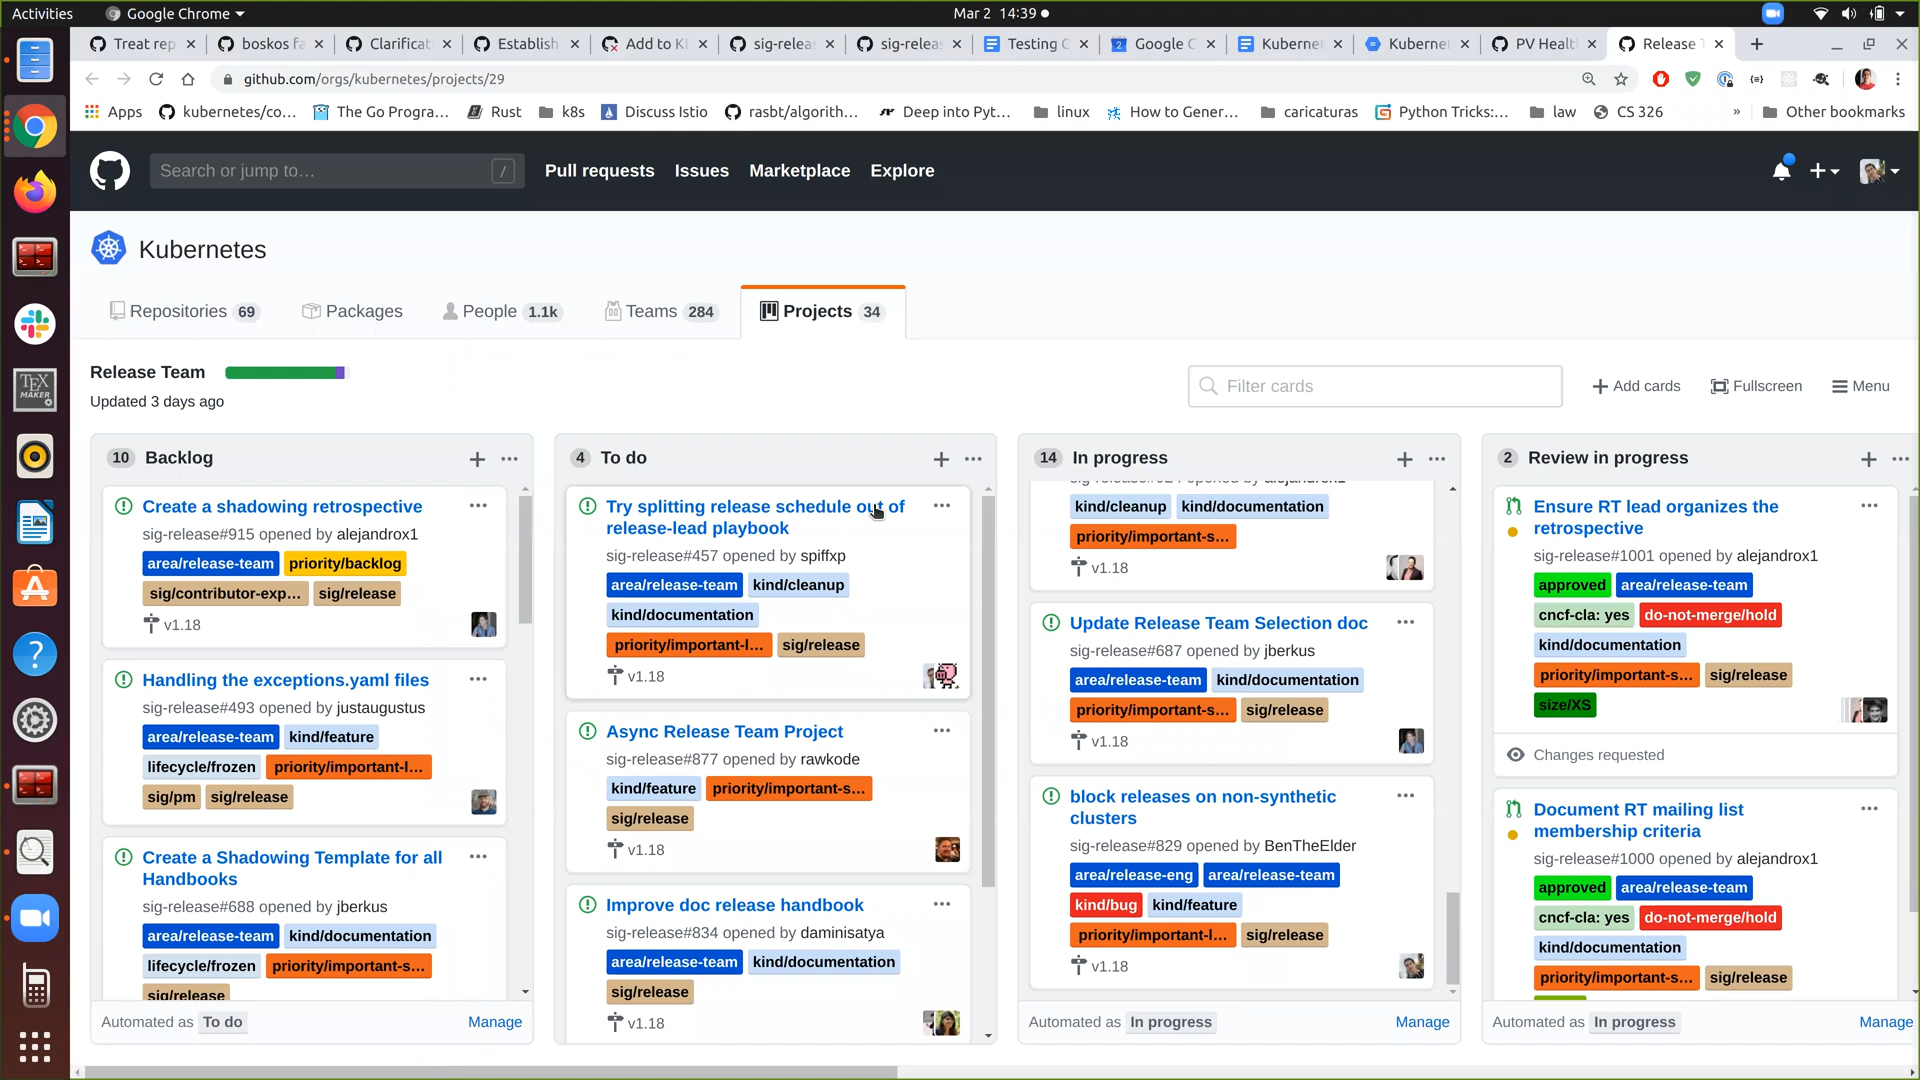 Activities
Google Chrome
Mar 2 14:39
Treat rep
boskos fa
Clarificat
Establish
Add to K
sig-relea
sig-relea
Testing C
Google C
Kubernet
Kubernet
PV Healt
Release T
github.com/orgs/kubernetes/projects/29
Apps
kubernetes/co...
The Go Progra...
Rust
k8s
Discuss Istio
rasbt/algorith...
Deep into Pyt...
linux
How to Gener...
caricaturas
Python Tricks:...
law
CS 326
»
Other bookmarks
Search or jump to...
/
Pull requests
Issues
Marketplace
Explore
Kubernetes
Repositories 69
Packages
People 1.1k
Teams 284
Projects 34
Release Team
Updated 3 days ago
Filter cards
Add cards
Fullscreen
Menu
TEX
MAKER
10 Backlog
Create a shadowing retrospective
sig-release#915 opened by alejandrox1
area/release-team priority/backlog
sig/contributor-exp... sig/release
v1.18
Handling the exceptions.yaml files
sig-release#493 opened by justaugustus
area/release-team kind/feature
lifecycle/frozen priority/important-l...
sig/pm sig/release
Create a Shadowing Template for all
Handbooks
sig-release#688 opened by jberkus
area/release-team kind/documentation
lifecycle/frozen priority/important-s...
sig/release
Automated as To do
Manage
4 To do
Try splitting release schedule out of
release-lead playbook
sig-release#457 opened by spiffxp
area/release-team kind/cleanup
kind/documentation
priority/important-l... sig/release
v1.18
Async Release Team Project
sig-release#877 opened by rawkode
kind/feature priority/important-s...
sig/release
v1.18
Improve doc release handbook
sig-release#834 opened by daminisatya
area/release-team kind/documentation
sig/release
v1.18
14 In progress
kind/cleanup kind/documentation
priority/important-s...
v1.18
Update Release Team Selection doc
sig-release#687 opened by jberkus
area/release-team kind/documentation
priority/important-s... sig/release
v1.18
block releases on non-synthetic
clusters
sig-release#829 opened by BenTheElder
area/release-eng area/release-team
kind/bug kind/feature
priority/important-l... sig/release
v1.18
Automated as In progress
Manage
2 Review in progress
Ensure RT lead organizes the
retrospective
sig-release#1001 opened by alejandrox1
approved area/release-team
cncf-cla: yes do-not-merge/hold
kind/documentation
priority/important-s... sig/release
size/XS
Changes requested
Document RT mailing list
membership criteria
sig-release#1000 opened by alejandrox1
approved area/release-team
cncf-cla: yes do-not-merge/hold
kind/documentation
priority/important-s... sig/release
Automated as In progress
Manage